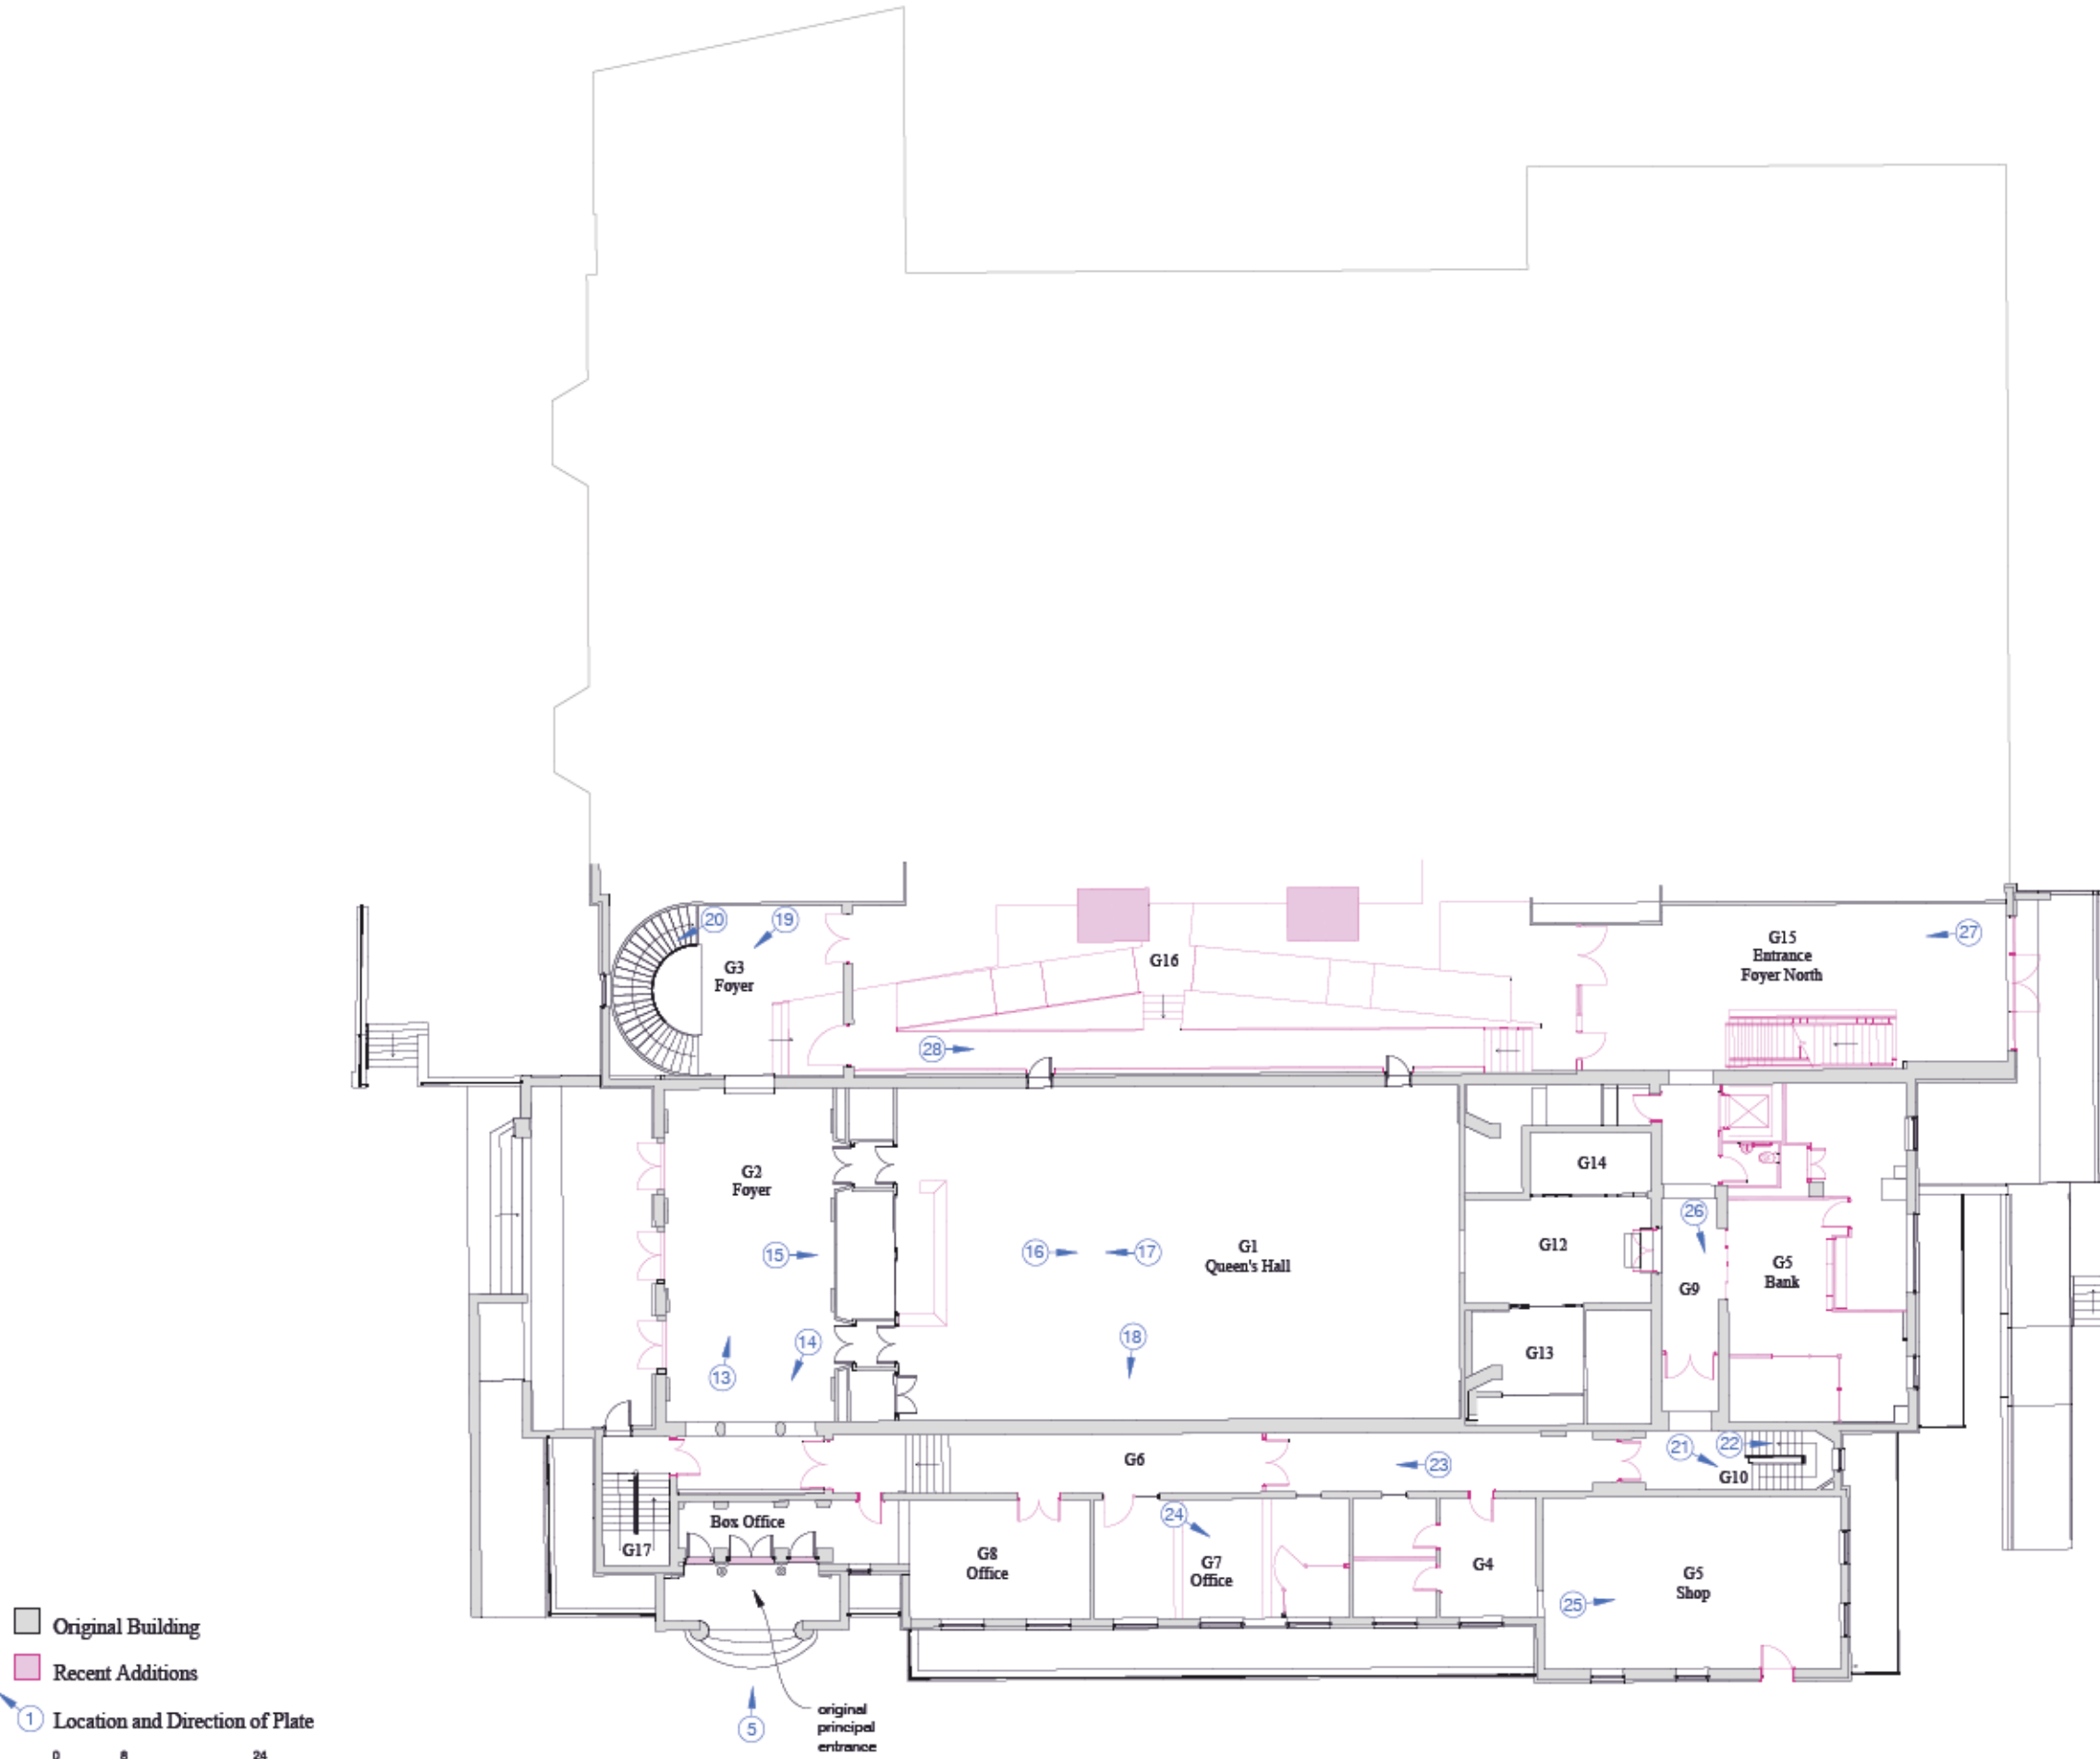 20
19
G3
Foyer
G16
G15
Entrance
Foyer North
27
28
G2
Foyer
G14
26
15
16
17
G1
Queen's Hall
G12
G5
Bank
G9
14
18
13
G13
G6
23
21
22
G10
Box Office
24
G17
G8
Office
G7
Office
G4
G5
Shop
25
Original Building
Recent Additions
1
Location and Direction of Plate
5
original
principal
entrance
0 8 24